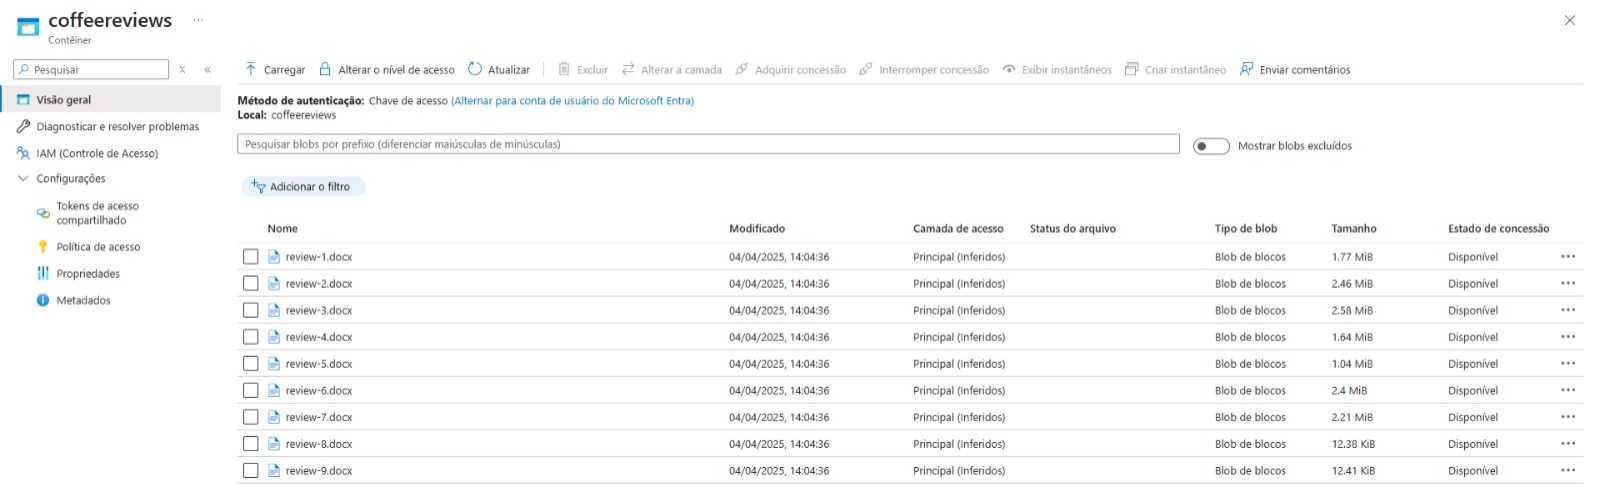 coffeereviews ...
Contêiner
Pesquisar
Carregar Alterar o nível de acesso Atualizar Excluir Alterar a camada Adquirir concessão Interromper concessão Exibir instantâneos Criar instantâneo Enviar comentários
Visão geral
Diagnosticar e resolver problemas
IAM (Controle de Acesso)
Configurações
Tokens de acesso
compartilhado
Política de acesso
Propriedades
Metadados
Método de autenticação: Chave de acesso (Alternar para conta de usuário do Microsoft Entra)
Local: coffeereviews
Pesquisar blobs por prefixo (diferenciar maiúsculas de minúsculas)
Mostrar blobs excluídos
Adicionar o filtro
Nome Modificado Camada de acesso Status do arquivo Tipo de blob Tamanho Estado de concessão
review-1.docx 04/04/2025, 14:04:36 Principal (Inferidos) Blob de blocos 1.77 MiB Disponível ...
review-2.docx 04/04/2025, 14:04:36 Principal (Inferidos) Blob de blocos 2.46 MiB Disponível ...
review-3.docx 04/04/2025, 14:04:36 Principal (Inferidos) Blob de blocos 2.58 MiB Disponível ...
review-4.docx 04/04/2025, 14:04:36 Principal (Inferidos) Blob de blocos 1.64 MiB Disponível ...
review-5.docx 04/04/2025, 14:04:36 Principal (Inferidos) Blob de blocos 1.04 MiB Disponível ...
review-6.docx 04/04/2025, 14:04:36 Principal (Inferidos) Blob de blocos 2.4 MiB Disponível ...
review-7.docx 04/04/2025, 14:04:36 Principal (Inferidos) Blob de blocos 2.21 MiB Disponível ...
review-8.docx 04/04/2025, 14:04:36 Principal (Inferidos) Blob de blocos 12.38 KiB Disponível ...
review-9.docx 04/04/2025, 14:04:36 Principal (Inferidos) Blob de blocos 12.41 KiB Disponível ...